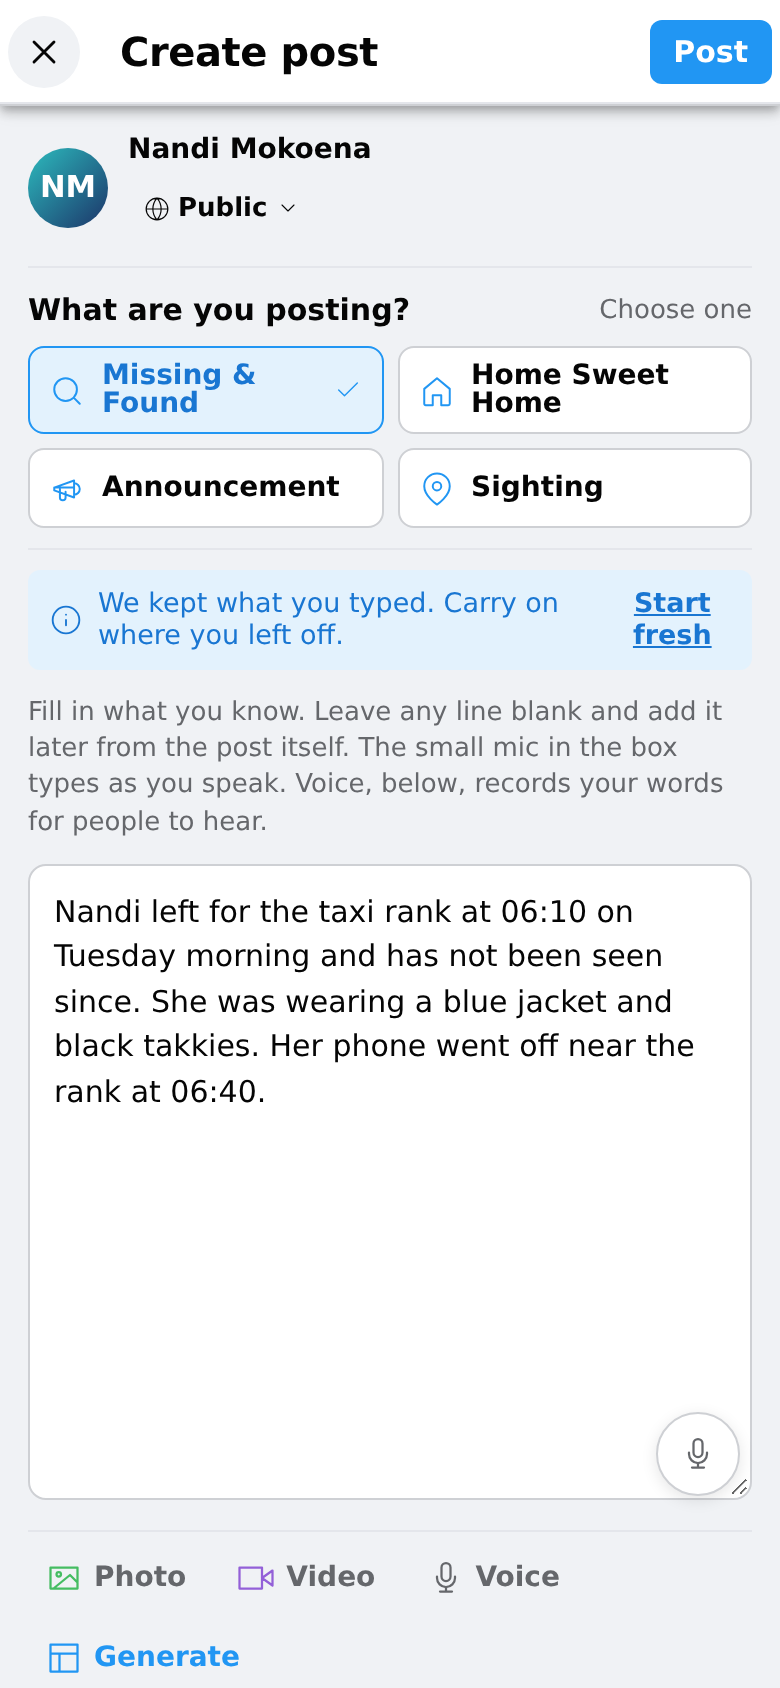 Create post
Post
NM
Nandi Mokoena
Public
What are you posting?
Choose one
Missing &
Found
Home Sweet
Home
Announcement
Sighting
We kept what you typed. Carry on
where you left off.
Start
fresh
Fill in what you know. Leave any line blank and add it
later from the post itself. The small mic in the box
types as you speak. Voice, below, records your words
for people to hear.
Nandi left for the taxi rank at 06:10 on
Tuesday morning and has not been seen
since. She was wearing a blue jacket and
black takkies. Her phone went off near the
rank at 06:40.
Photo
Video
Voice
Generate